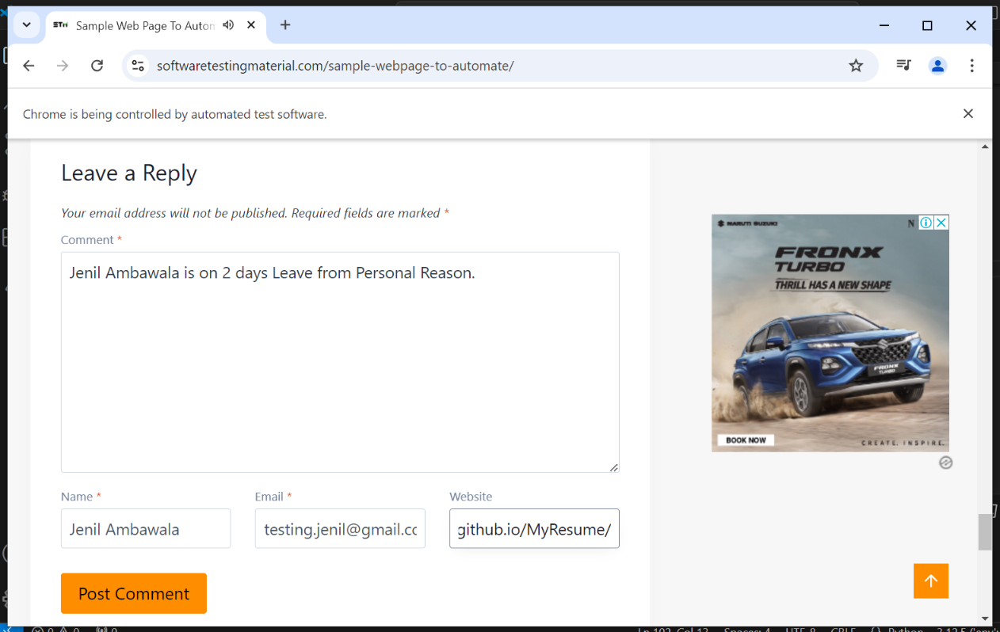 STM Sample Web Page To Autom
softwaretestingmaterial.com/sample-webpage-to-automate/
Chrome is being controlled by automated test software.
Leave a Reply
Your email address will not be published. Required fields are marked *
Comment *
Jenil Ambawala is on 2 days Leave from Personal Reason.
Name *
Email *
Website
Jenil Ambawala
testing.jenil@gmail.cc
github.io/MyResume/
Post Comment
MARUTI SUZUKI
N
FRONX
TURBO
THRILL HAS A NEW SHAPE
FRONX
TURBO
BOOK NOW
CREATE. INSPIRE.